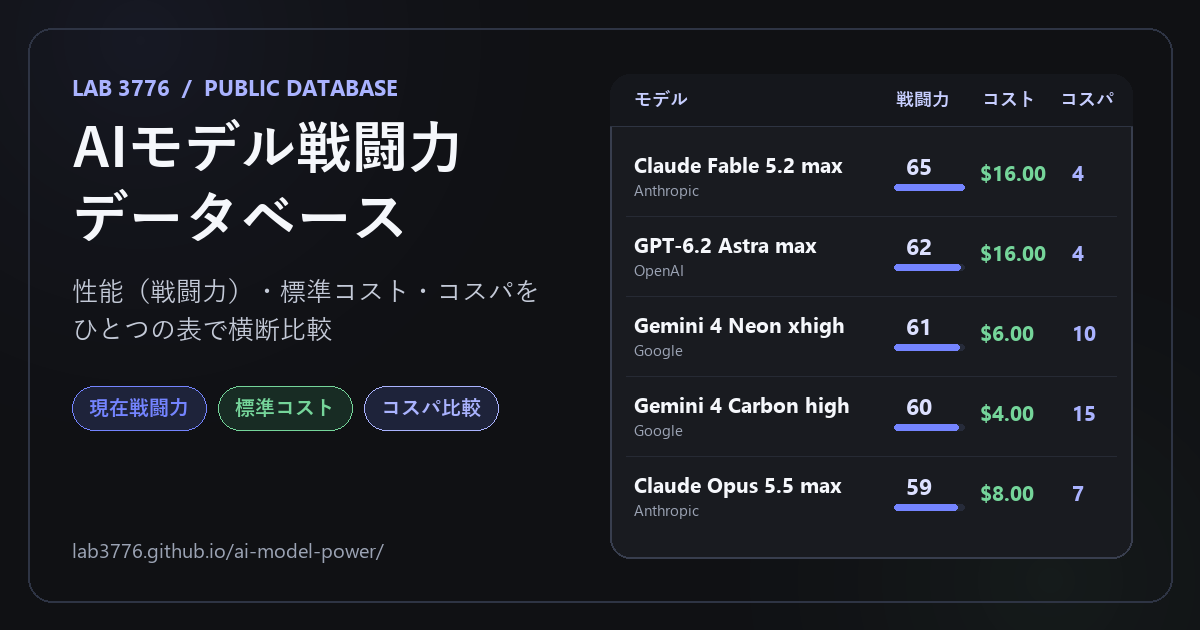 LAB 3776 / PUBLIC DATABASE
AIモデル戦闘力
データベース
性能（戦闘力）・標準コスト・コスパを
ひとつの表で横断比較
現在戦闘力 標準コスト コスパ比較
lab3776.github.io/ai-model-power/
モデル 戦闘力 コスト コスパ
Claude Fable 5.2 max 65 $16.00 4
Anthropic
GPT-6.2 Astra max 62 $16.00 4
OpenAI
Gemini 4 Neon xhigh 61 $6.00 10
Google
Gemini 4 Carbon high 60 $4.00 15
Google
Claude Opus 5.5 max 59 $8.00 7
Anthropic